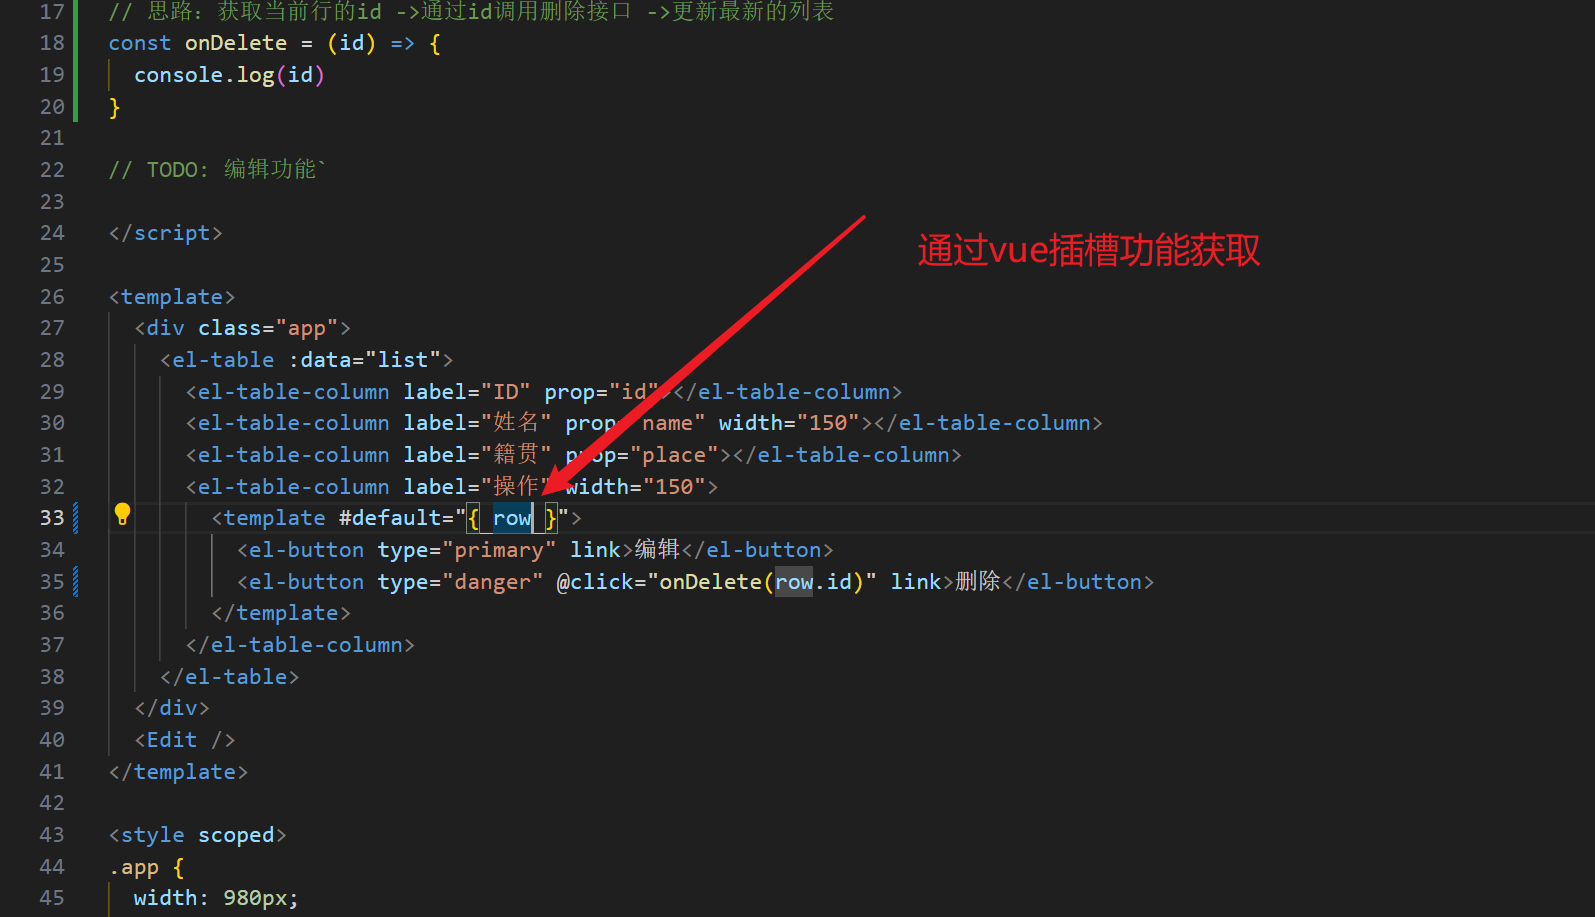 17 // 思路：获取当前行的id ->通过id调用删除接口 ->更新最新的列表
18 const onDelete = (id) => {
19 console.log(id)
20 }
21
22 // TODO: 编辑功能`
23
24 </script>
通过vue插槽功能获取
25
26 <template>
27 <div class="app">
28 <el-table :data="list">
29 <el-table-column label="ID" prop="id"></el-table-column>
30 <el-table-column label="姓名" prop="name" width="150"></el-table-column>
31 <el-table-column label="籍贯" prop="place"></el-table-column>
32 <el-table-column label="操作" width="150">
33 <template #default="{ row }">
34 <el-button type="primary" link>编辑</el-button>
35 <el-button type="danger" @click="onDelete(row.id)" link>删除</el-button>
36 </template>
37 </el-table-column>
38 </el-table>
39 </div>
40 <Edit />
41 </template>
42
43 <style scoped>
44 .app {
45 width: 980px;